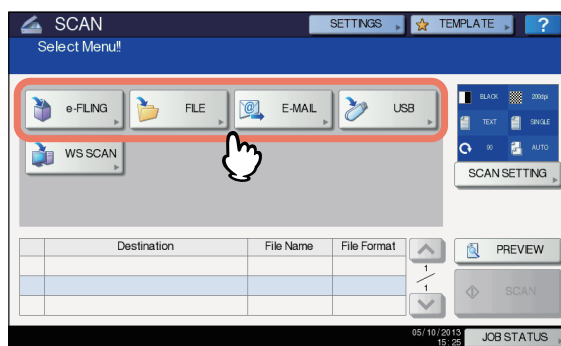 SCAN SETTINGS TEMPLATE ?
Select Menu!!
e-FILING FILE E-MAIL USB
WS SCAN
BLACK 200dpi
TEXT SINGLE
90 AUTO
SCAN SETTING
Destination File Name File Format
1
1
PREVIEW
SCAN
05/10/2013
15:25
JOB STATUS